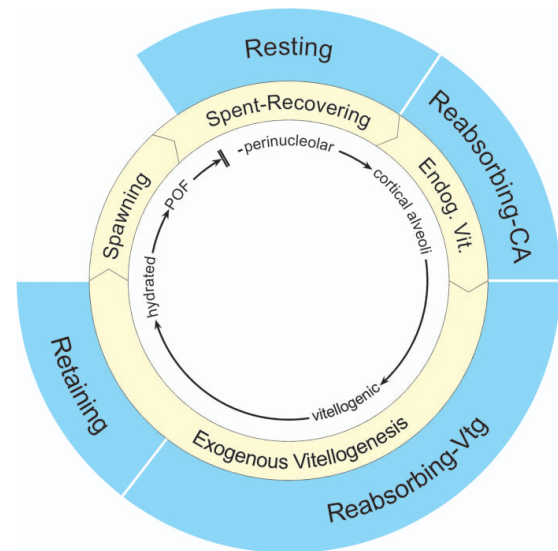 Resting
Reabsorbing-CA
Reabsorbing-Vtg
Retaining
Spent-Recovering
Endog. Vit.
Exogenous Vitellogenesis
Spawning
-perinucleolar
cortical alveoli
vitellogenic
hydrated
POF